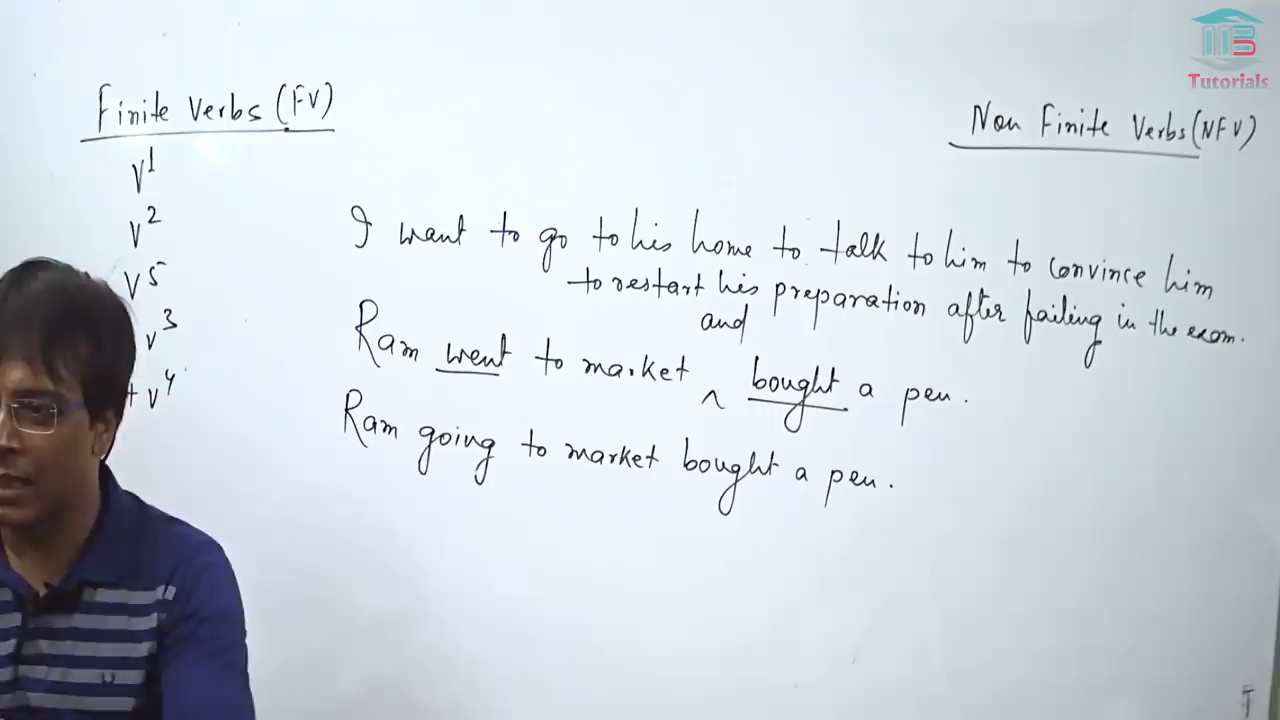 MB
Tutorials
Finite Verbs (FV)
Non Finite Verbs (NFV)
V1
V2
V5
V3
+ V4
I want to go to his home to talk to him to convince him
to restart his preparation after failing in the exam.
and
Ram went to market ^ bought a pen.
Ram going to market bought a pen.